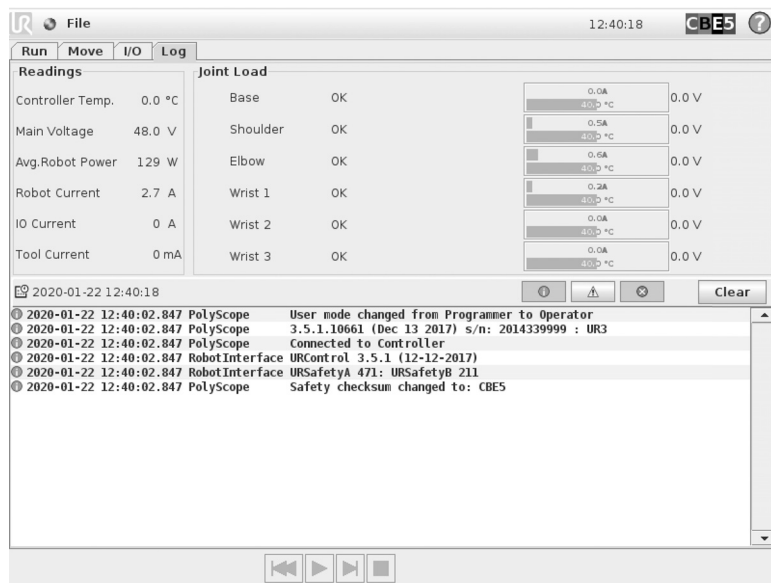 UR File 12:40:18 CBE5 ?
Run Move I/O Log
Readings
Controller Temp. 0.0 °C
Main Voltage 48.0 V
Avg.Robot Power 129 W
Robot Current 2.7 A
IO Current 0 A
Tool Current 0 mA
Joint Load
Base OK 0.0A 40.0 °C 0.0 V
Shoulder OK 0.5A 40.0 °C 0.0 V
Elbow OK 0.6A 40.0 °C 0.0 V
Wrist 1 OK 0.2A 40.0 °C 0.0 V
Wrist 2 OK 0.0A 40.0 °C 0.0 V
Wrist 3 OK 0.0A 40.0 °C 0.0 V
2020-01-22 12:40:18 Clear
2020-01-22 12:40:02.847 PolyScope User mode changed from Programmer to Operator
2020-01-22 12:40:02.847 PolyScope 3.5.1.10661 (Dec 13 2017) s/n: 2014339999 : UR3
2020-01-22 12:40:02.847 PolyScope Connected to Controller
2020-01-22 12:40:02.847 RobotInterface URControl 3.5.1 (12-12-2017)
2020-01-22 12:40:02.847 RobotInterface URSafetyA 471: URSafetyB 211
2020-01-22 12:40:02.847 PolyScope Safety checksum changed to: CBE5